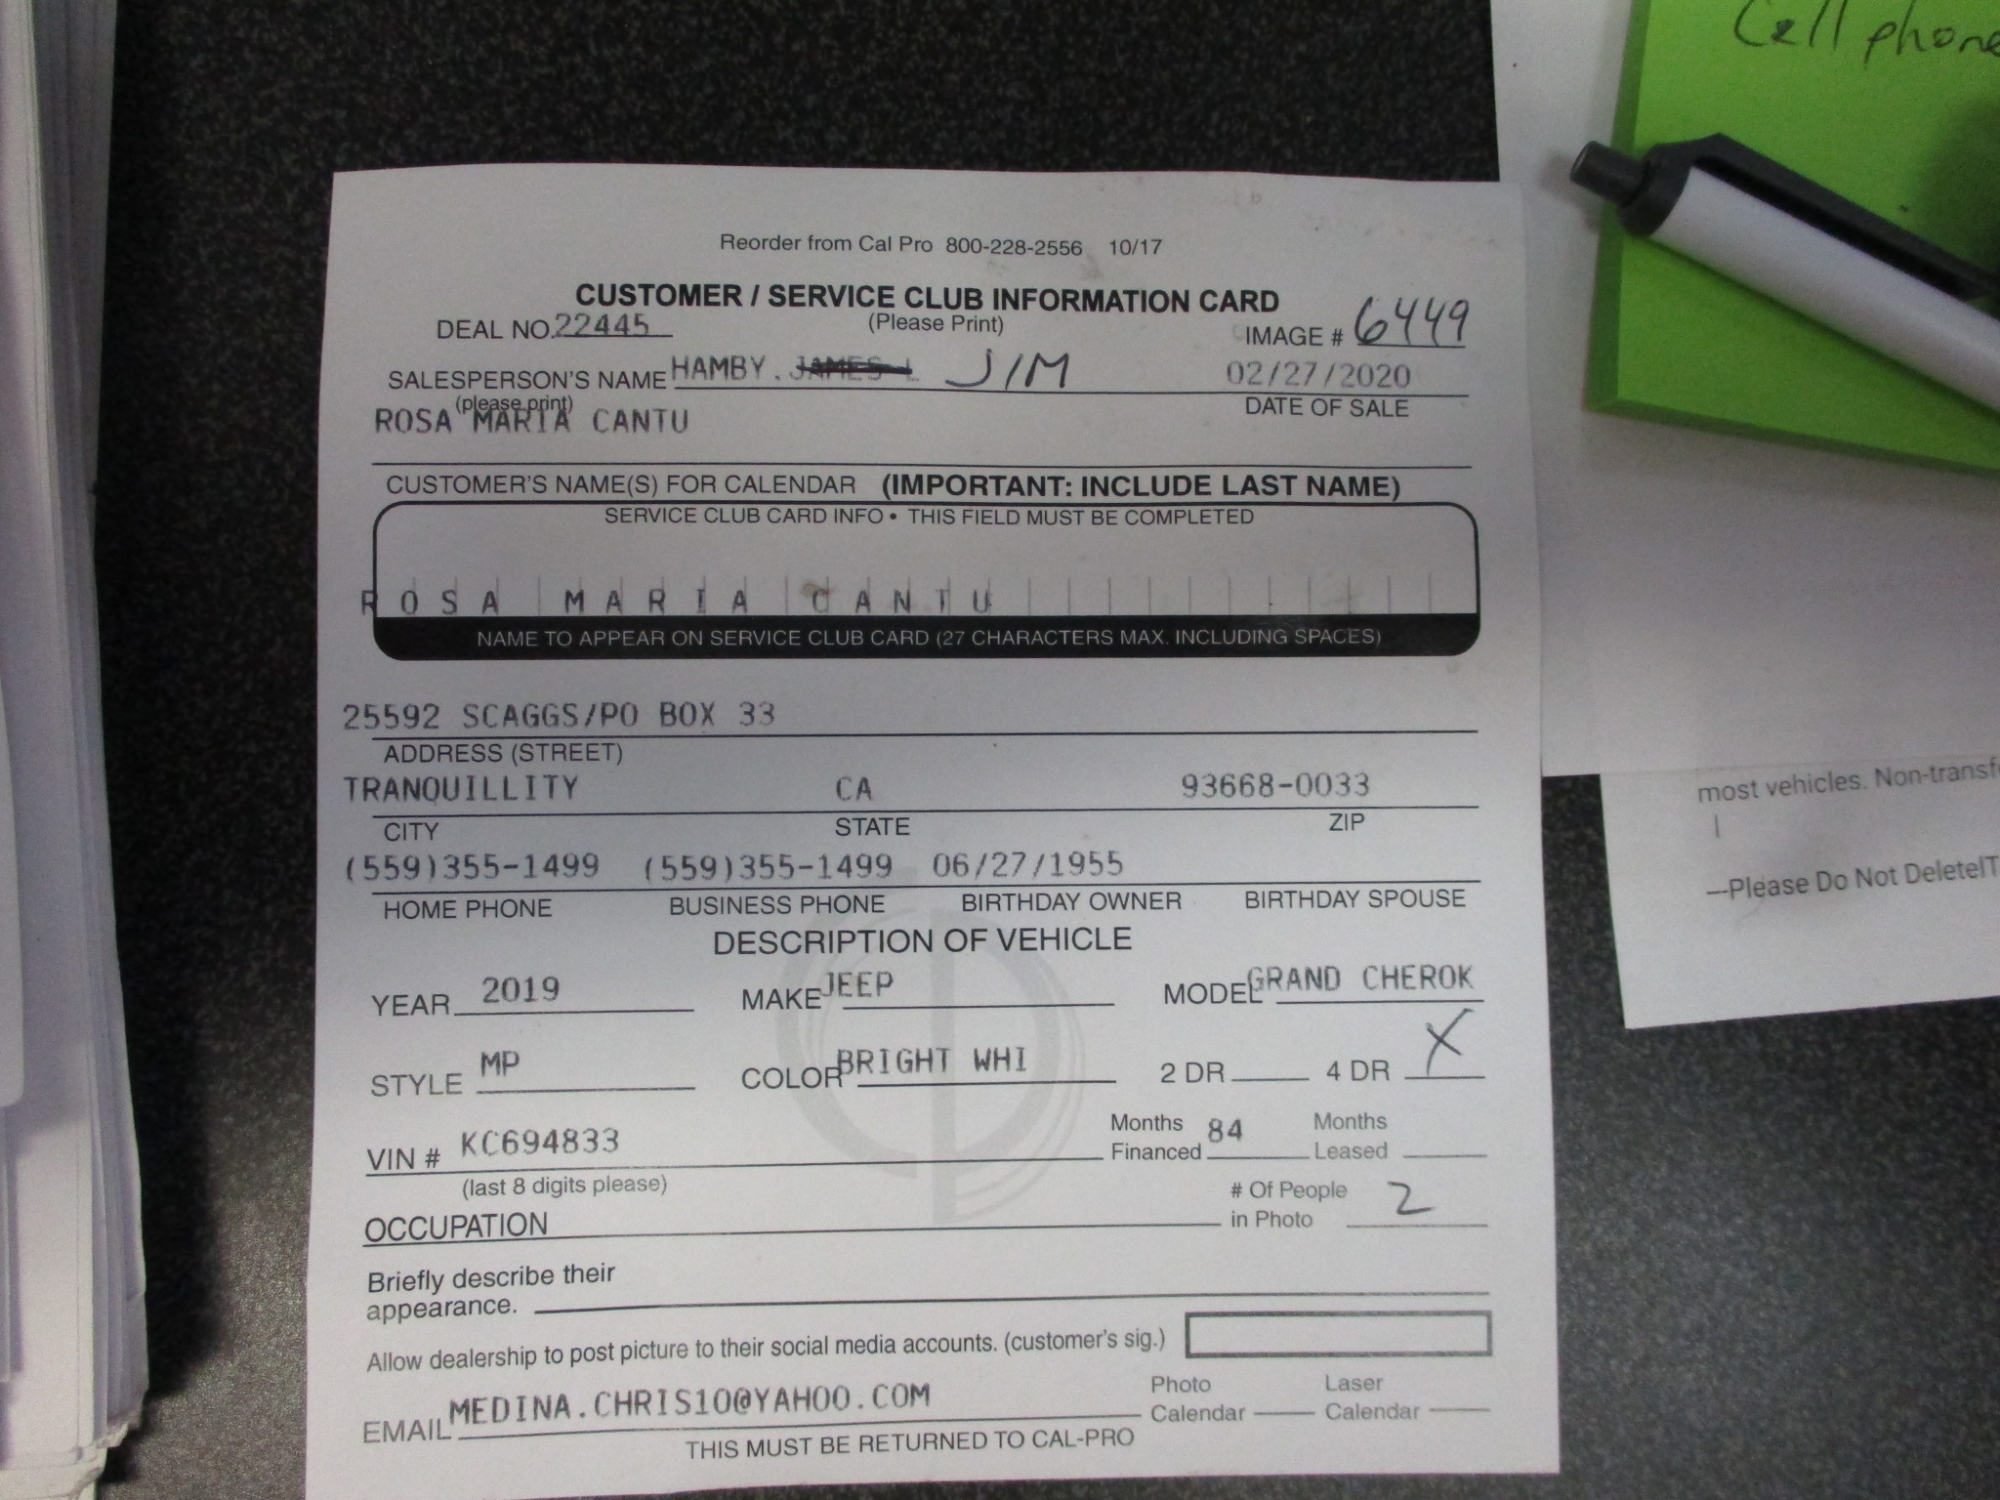 Cell phone
Reorder from Cal Pro 800-228-2556 10/17
CUSTOMER / SERVICE CLUB INFORMATION CARD
(Please Print)
DEAL NO. 22445
IMAGE # 6449
SALESPERSON'S NAME HAMBY. JAMES L JIM 02/27/2020
(please print) DATE OF SALE
ROSA MARIA CANTU
CUSTOMER'S NAME(S) FOR CALENDAR (IMPORTANT: INCLUDE LAST NAME)
SERVICE CLUB CARD INFO • THIS FIELD MUST BE COMPLETED
ROSA MARIA CANTU
NAME TO APPEAR ON SERVICE CLUB CARD (27 CHARACTERS MAX. INCLUDING SPACES)
25592 SCAGGS/PO BOX 33
ADDRESS (STREET)
TRANQUILLITY CA 93668-0033
CITY STATE ZIP
(559)355-1499 (559)355-1499 06/27/1955
HOME PHONE BUSINESS PHONE BIRTHDAY OWNER BIRTHDAY SPOUSE
DESCRIPTION OF VEHICLE
YEAR 2019 MAKE JEEP MODEL GRAND CHEROK
STYLE MP COLOR BRIGHT WHI 2 DR 4 DR X
VIN # KC694833 Months Financed 84 Months Leased
(last 8 digits please)
OCCUPATION # Of People in Photo 2
Briefly describe their
appearance.
Allow dealership to post picture to their social media accounts. (customer's sig.)
EMAIL MEDINA.CHRIS10@YAHOO.COM Photo Calendar Laser Calendar
THIS MUST BE RETURNED TO CAL-PRO
most vehicles. Non-transf
—Please Do Not Delete|T